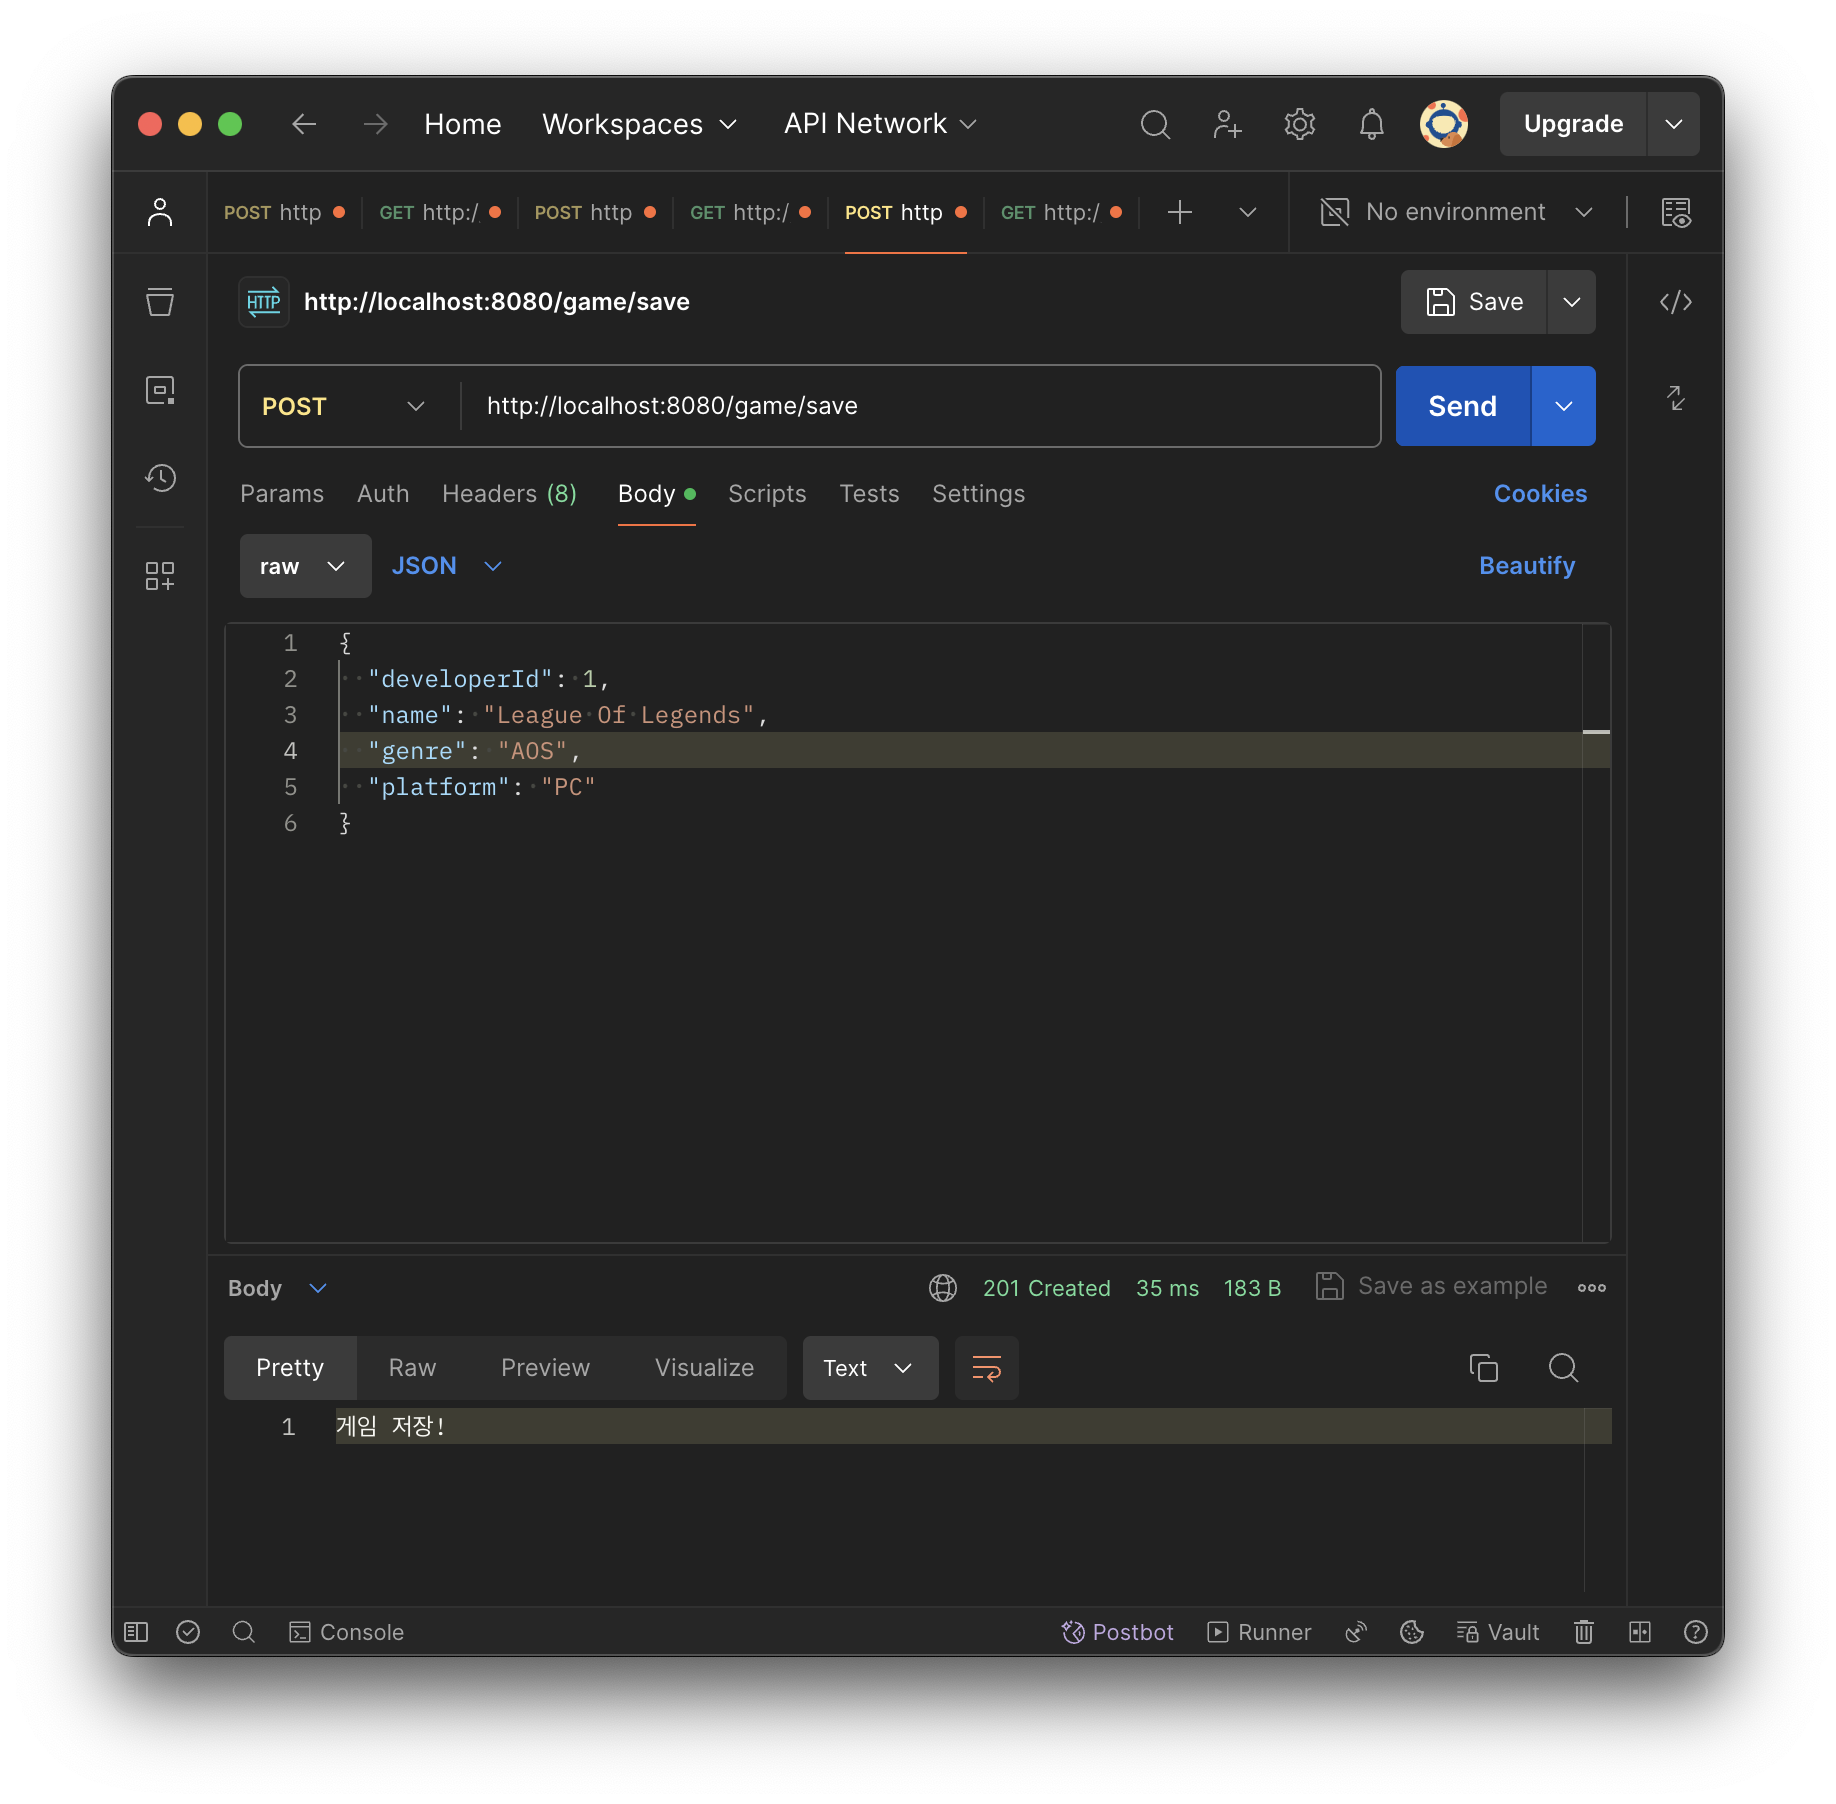 Home Workspaces API Network Upgrade
POST http GET http:/ POST http GET http:/ POST http GET http:/ No environment
HTTP http://localhost:8080/game/save Save
POST http://localhost:8080/game/save Send
Params Auth Headers (8) Body Scripts Tests Settings Cookies
raw JSON Beautify
1 {
2 "developerId": 1,
3 "name": "League Of Legends",
4 "genre": "AOS",
5 "platform": "PC"
6 }
Body 201 Created 35 ms 183 B Save as example
Pretty Raw Preview Visualize Text
1 게임 저장!
Console Postbot Runner Vault